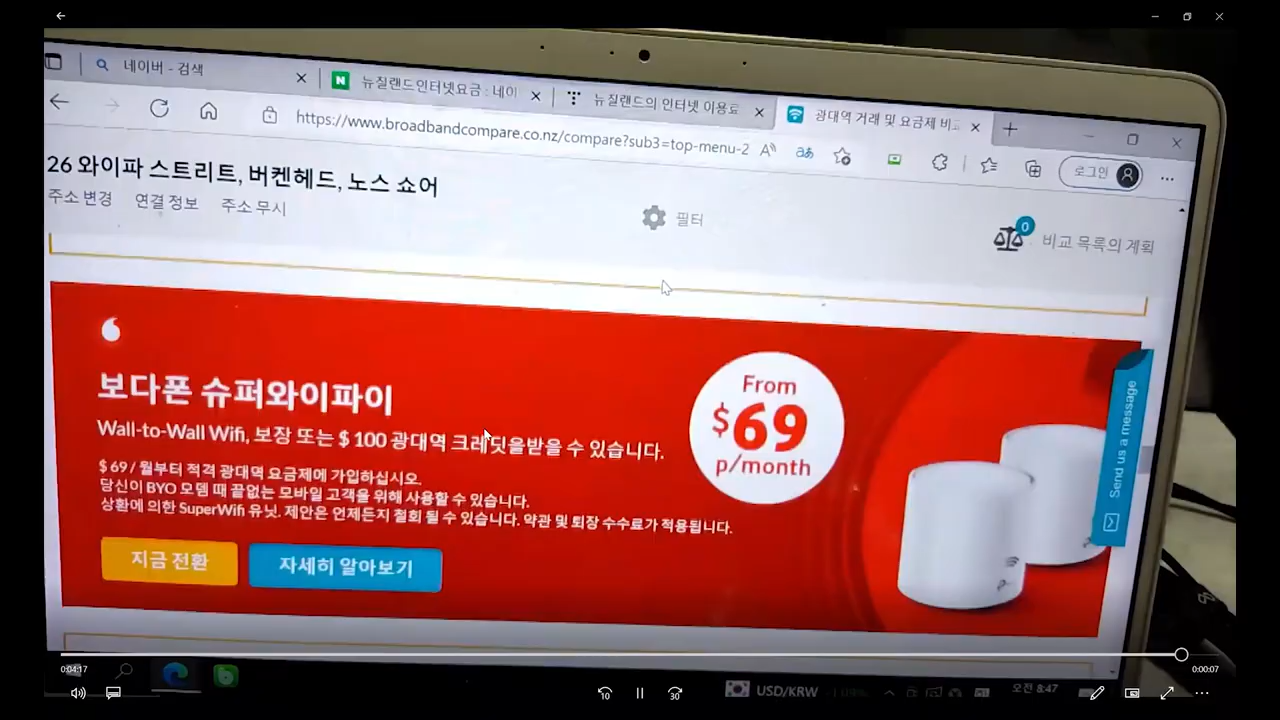 네이버 - 검색
뉴질랜드인터넷요금 : 네이
뉴질랜드의 인터넷 이용료
광대역 거래 및 요금제 비교
https://www.broadbandcompare.co.nz/compare?sub3=top-menu-2
로그인
26 와이파 스트리트, 버켄헤드, 노스 쇼어
주소 변경 연결 정보 주소 무시
필터
0
비교 목록의 계획
보다폰 슈퍼와이파이
Wall-to-Wall Wifi, 보장 또는 $ 100 광대역 크레딧을받을 수 있습니다.
$ 69 / 월부터 적격 광대역 요금제에 가입하십시오.
당신이 BYO 모뎀 때 끝없는 모바일 고객을 위해 사용할 수 있습니다.
상황에 의한 SuperWifi 유닛. 제안은 언제든지 철회 될 수 있습니다. 약관 및 퇴장 수수료가 적용됩니다.
지금 전환
자세히 알아보기
From
$69
p/month
Send us a message
0:04:17
0:00:07
10
30
USD/KRW
오전 8:47